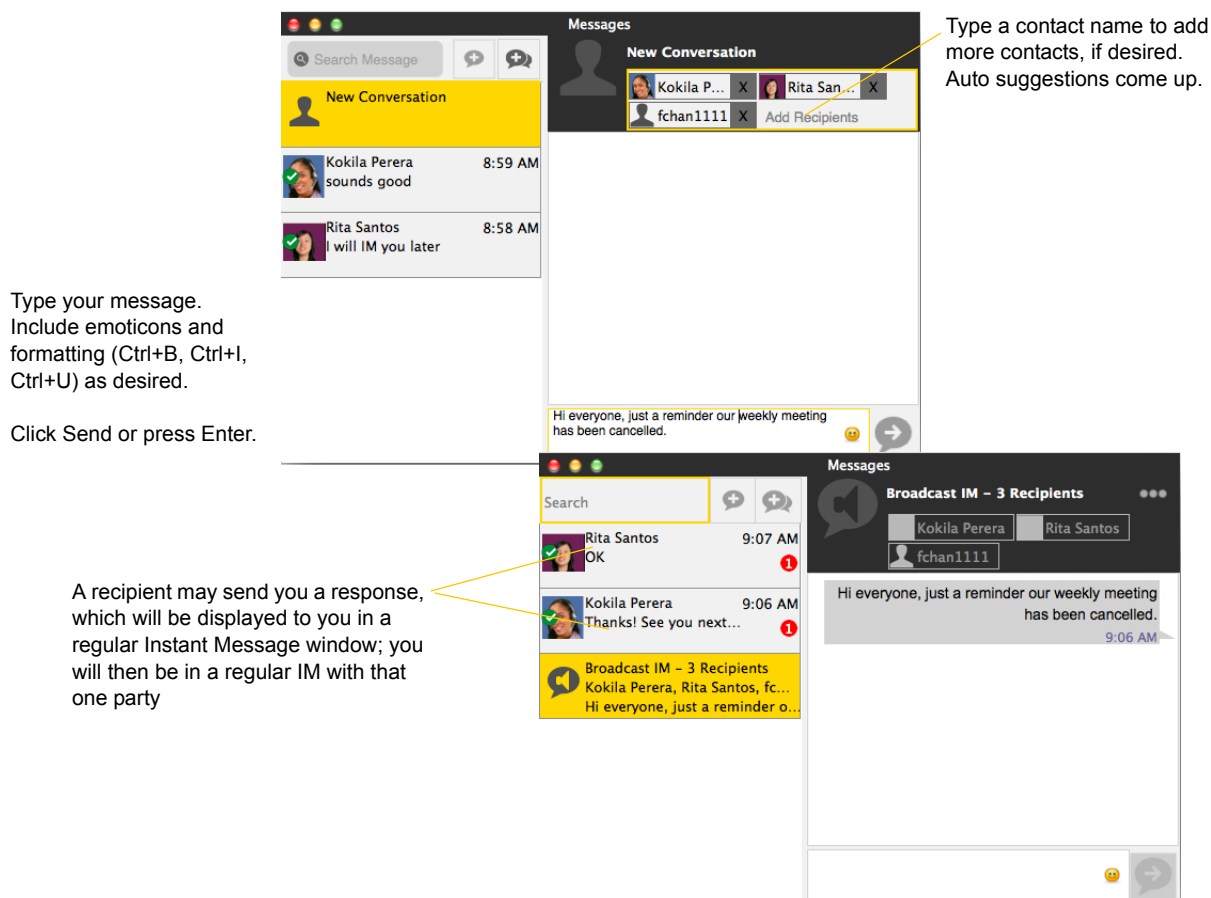 Messages
Type a contact name to add
more contacts, if desired.
Auto suggestions come up.
Search Message
New Conversation
Kokila P... X
Rita San... X
fchan1111 X
Add Recipients
New Conversation
Kokila Perera 8:59 AM
sounds good
Rita Santos 8:58 AM
I will IM you later
Type your message.
Include emoticons and
formatting (Ctrl+B, Ctrl+I,
Ctrl+U) as desired.
Click Send or press Enter.
Hi everyone, just a reminder our weekly meeting
has been cancelled.
Messages
Search
Broadcast IM – 3 Recipients
Kokila Perera
Rita Santos
fchan1111
Rita Santos 9:07 AM
OK 1
Kokila Perera 9:06 AM
Thanks! See you next... 1
Broadcast IM – 3 Recipients
Kokila Perera, Rita Santos, fc...
Hi everyone, just a reminder o...
Hi everyone, just a reminder our weekly meeting
has been cancelled.
9:06 AM
A recipient may send you a response,
which will be displayed to you in a
regular Instant Message window; you
will then be in a regular IM with that
one party